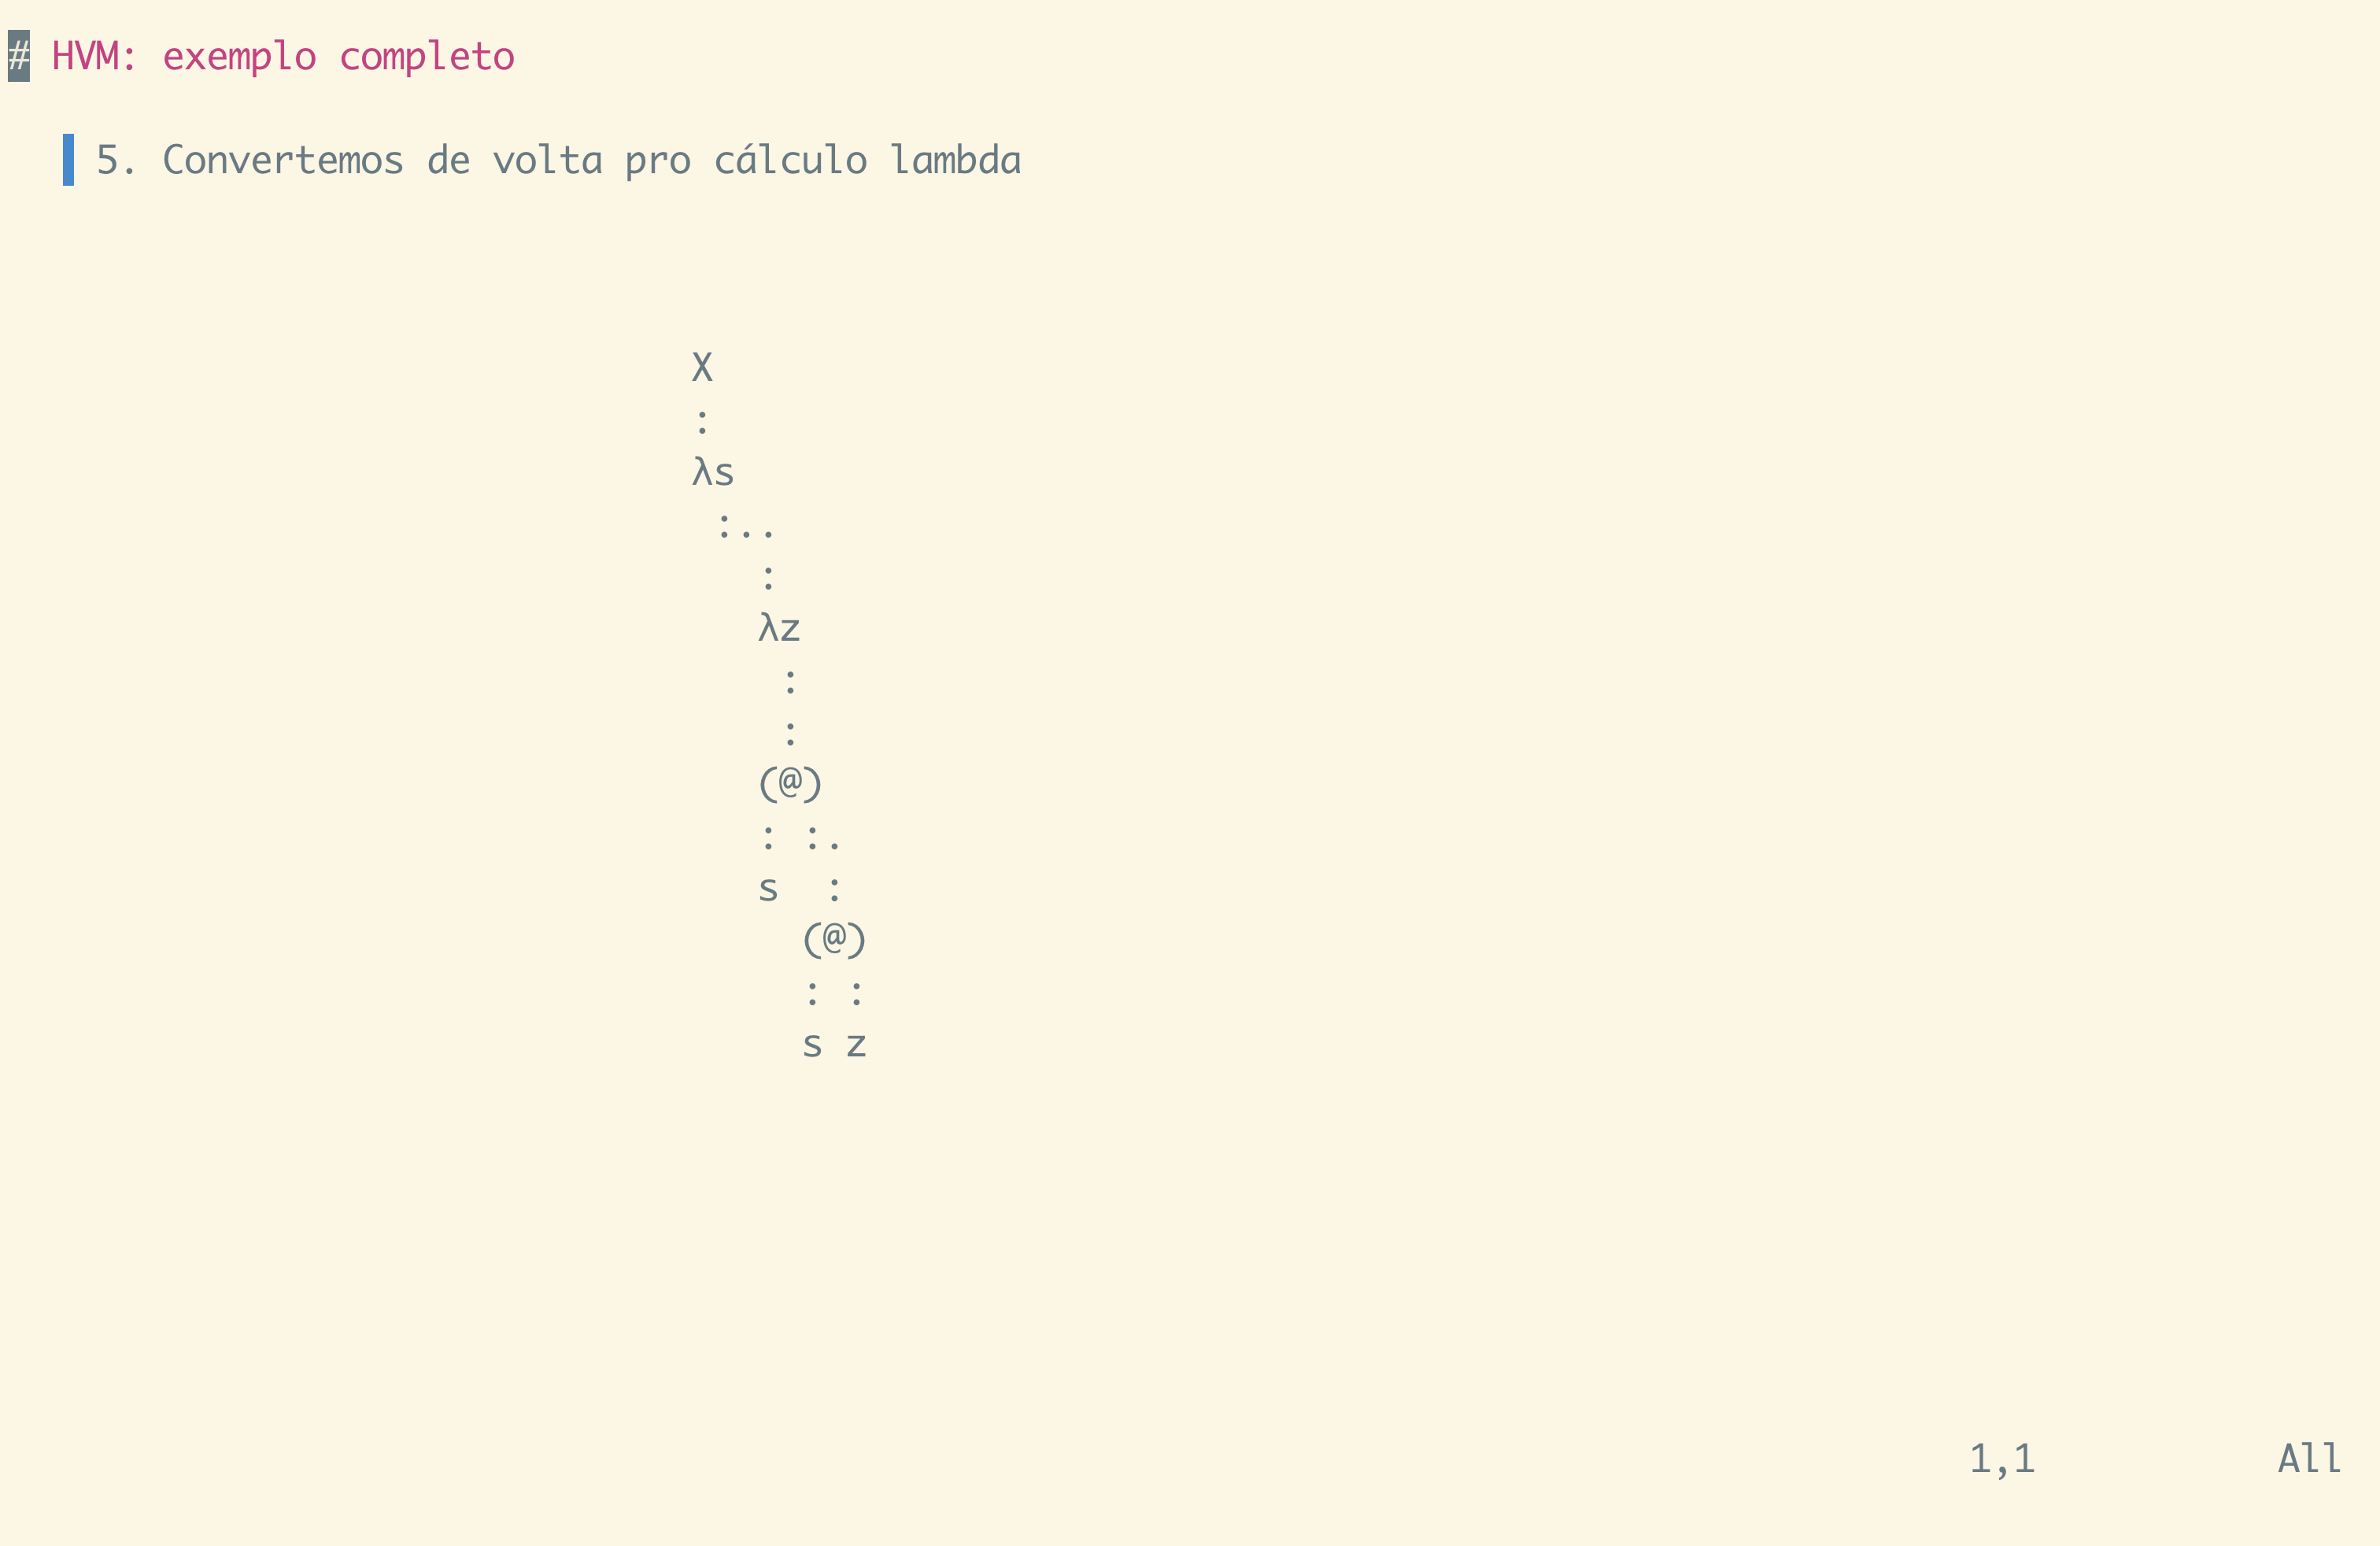 # HVM: exemplo completo
5. Convertemos de volta pro cálculo lambda
X
:
λs
:..
:
λz
:
:
(@)
: :.
s :
(@)
: :
s z
1,1 All